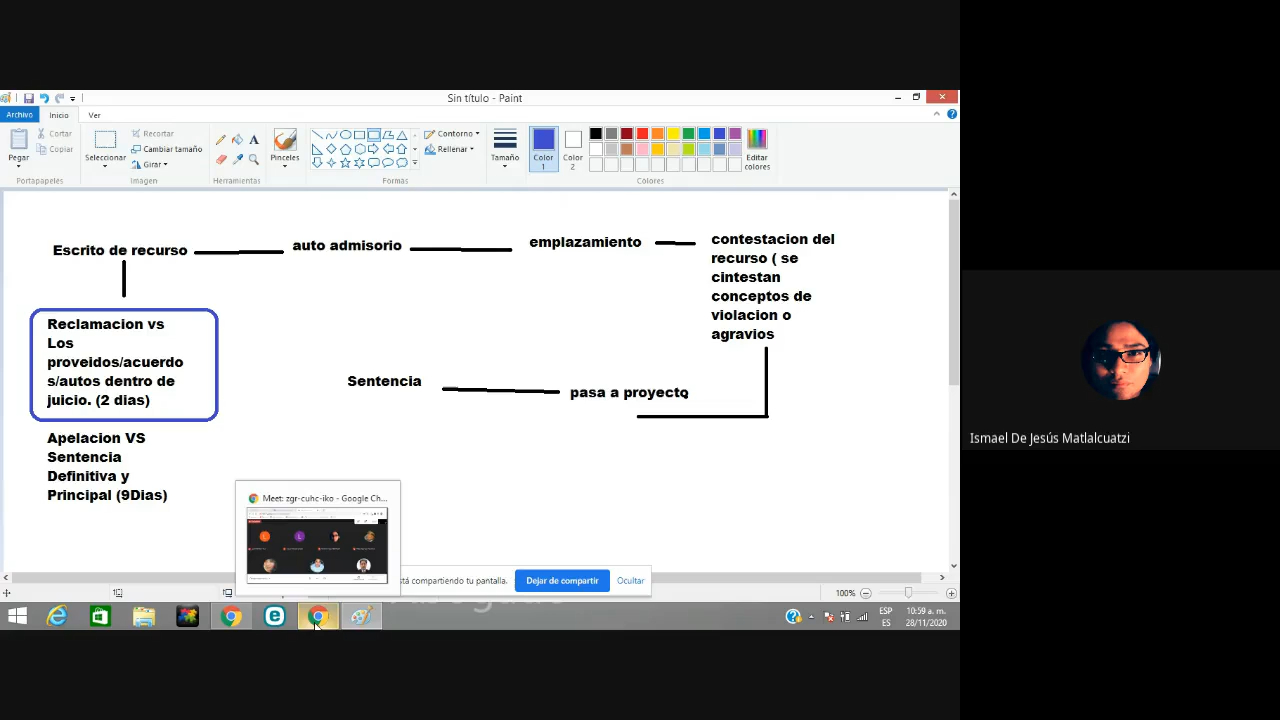 Sin título - Paint
Archivo Inicio Ver
Pegar
Cortar
Copiar
Portapapeles
Seleccionar
Recortar
Cambiar tamaño
Girar
Imagen
Herramientas
Pinceles
Contorno
Rellenar
Formas
Tamaño
Color
1
Color
2
Editar
colores
Colores
Escrito de recurso
auto admisorio
emplazamiento
contestacion del
recurso ( se
cintestan
conceptos de
violacion o
agravios
Reclamacion vs
Los
proveidos/acuerdo
s/autos dentro de
juicio. (2 dias)
Sentencia
pasa a proyecto
Apelacion VS
Sentencia
Definitiva y
Principal (9Dias)
Ismael De Jesús Matlalcuatzi
Meet: zgr-cuhc-iko - Google Ch...
está compartiendo tu pantalla.
Dejar de compartir
Ocultar
100%
ESP
ES
10:59 a. m.
28/11/2020